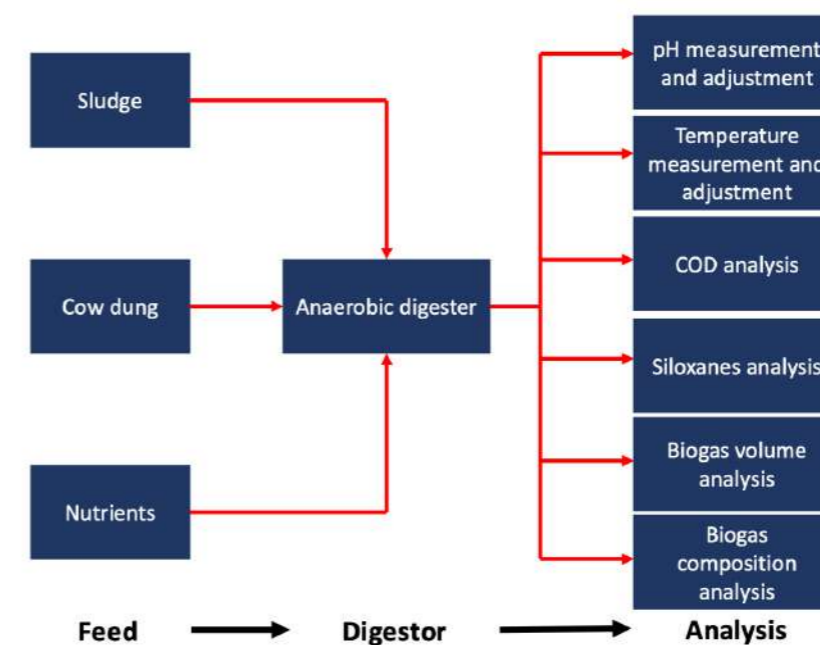 Sludge
Cow dung
Nutrients
Anaerobic digester
pH measurement
and adjustment
Temperature
measurement and
adjustment
COD analysis
Siloxanes analysis
Biogas volume
analysis
Biogas
composition
analysis
Feed
Digestor
Analysis